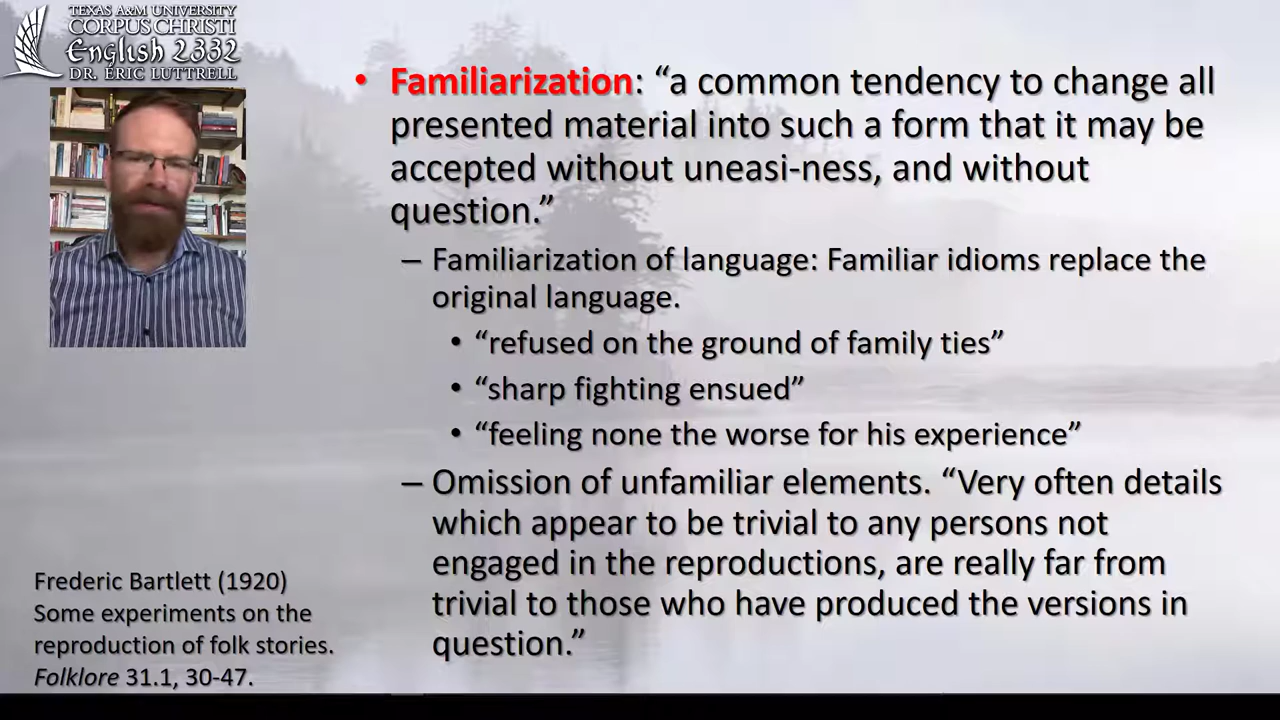 TEXAS A&M UNIVERSITY
CORPUS CHRISTI
English 2332
DR. ERIC LUTTRELL
• Familiarization: “a common tendency to change all
presented material into such a form that it may be
accepted without uneasi-ness, and without
question.”
– Familiarization of language: Familiar idioms replace the
original language.
• “refused on the ground of family ties”
• “sharp fighting ensued”
• “feeling none the worse for his experience”
– Omission of unfamiliar elements. “Very often details
which appear to be trivial to any persons not
engaged in the reproductions, are really far from
trivial to those who have produced the versions in
question.”
Frederic Bartlett (1920)
Some experiments on the
reproduction of folk stories.
Folklore 31.1, 30-47.